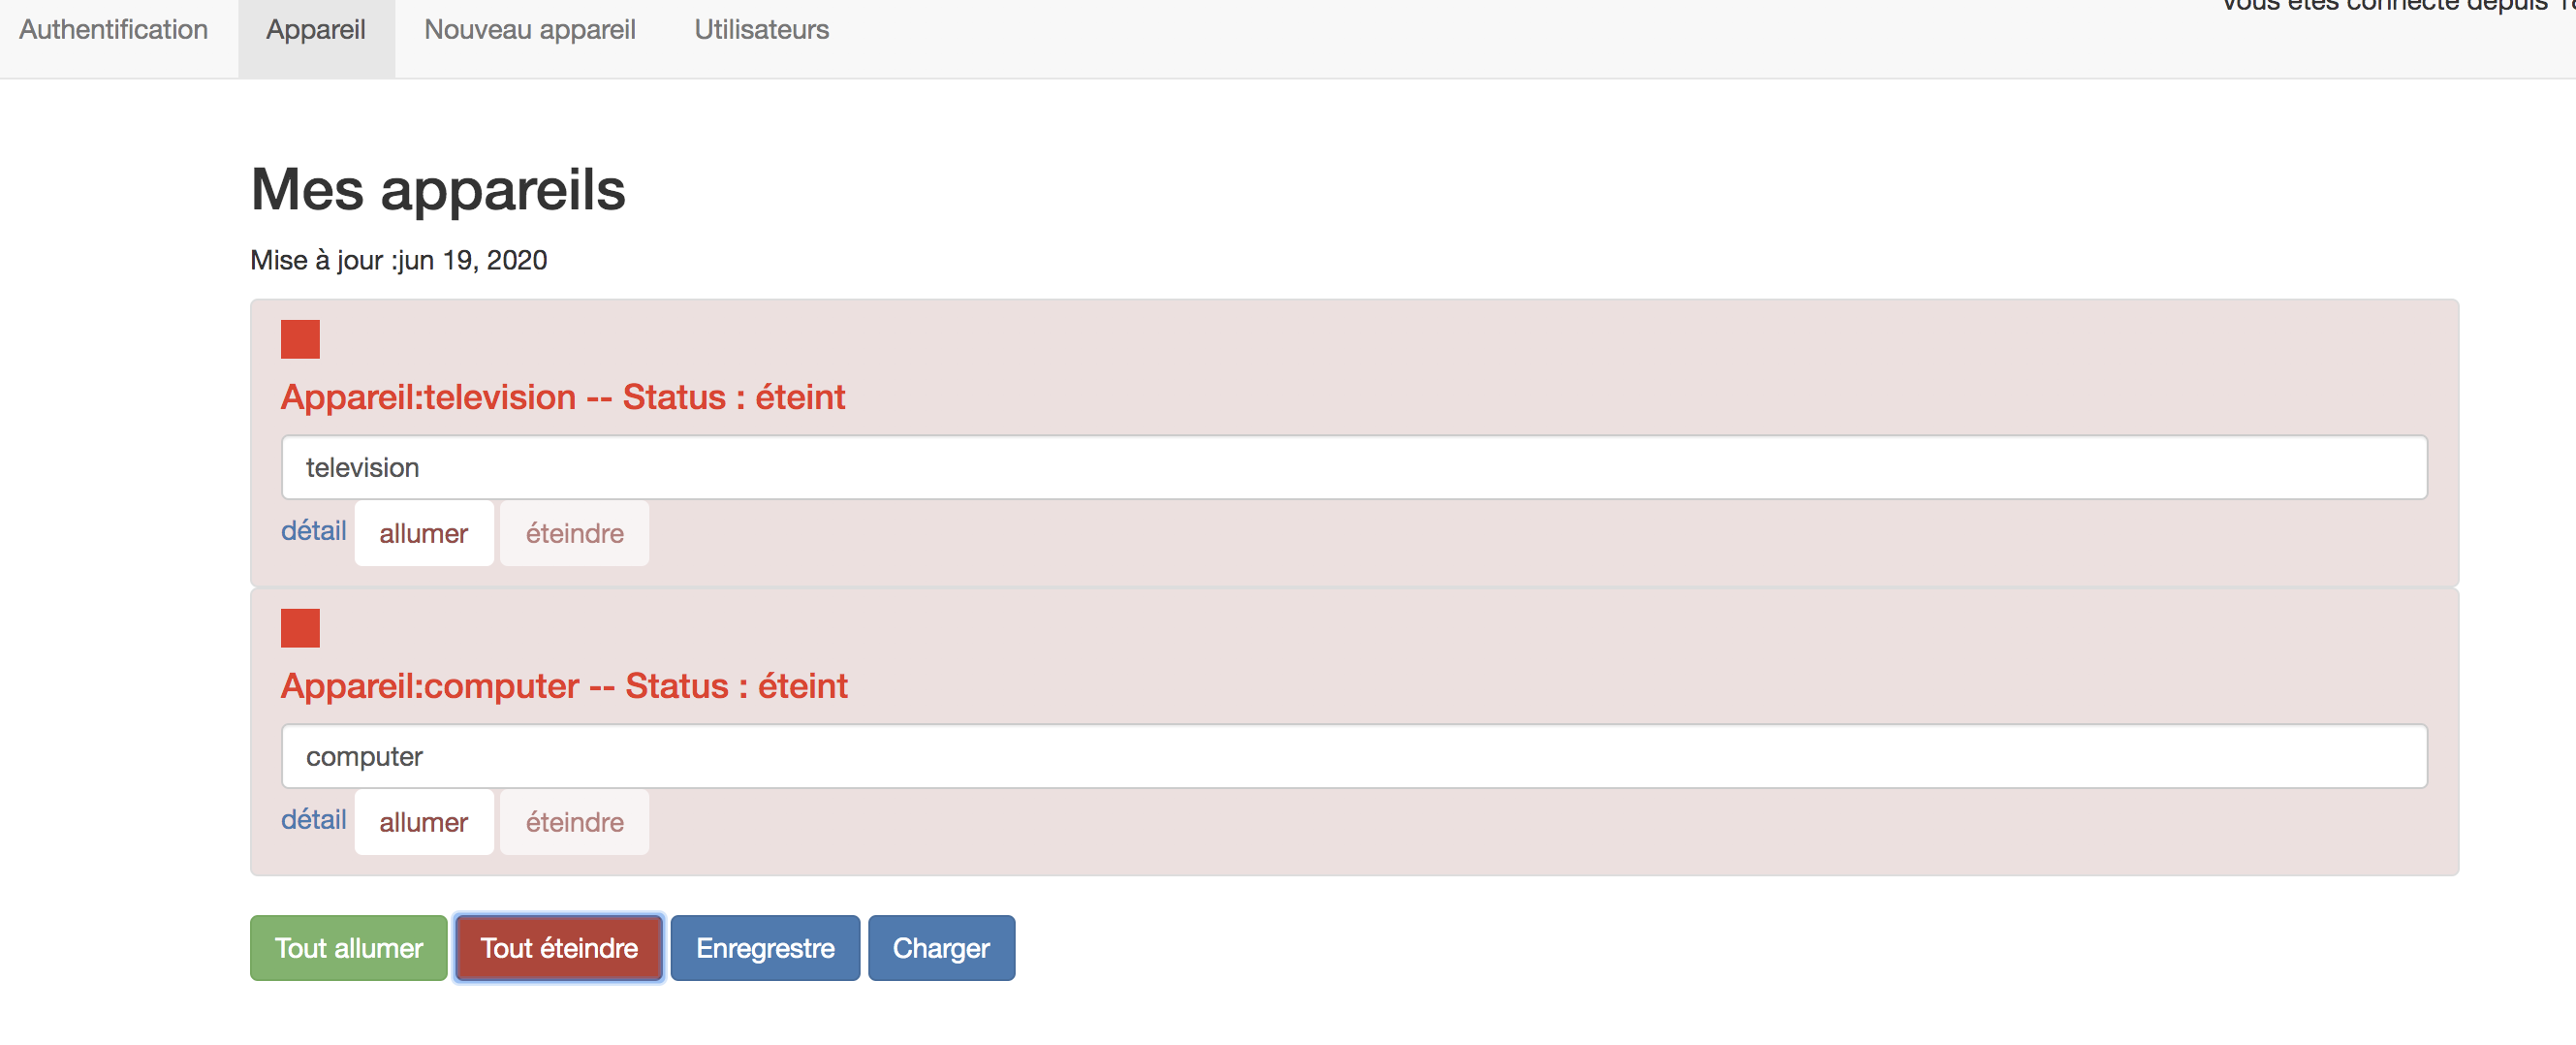 vous êtes connecté depuis
Authentification Appareil Nouveau appareil Utilisateurs
Mes appareils
Mise à jour :jun 19, 2020
Appareil:television -- Status : éteint
television
détail allumer éteindre
Appareil:computer -- Status : éteint
computer
détail allumer éteindre
Tout allumer Tout éteindre Enregrestre Charger